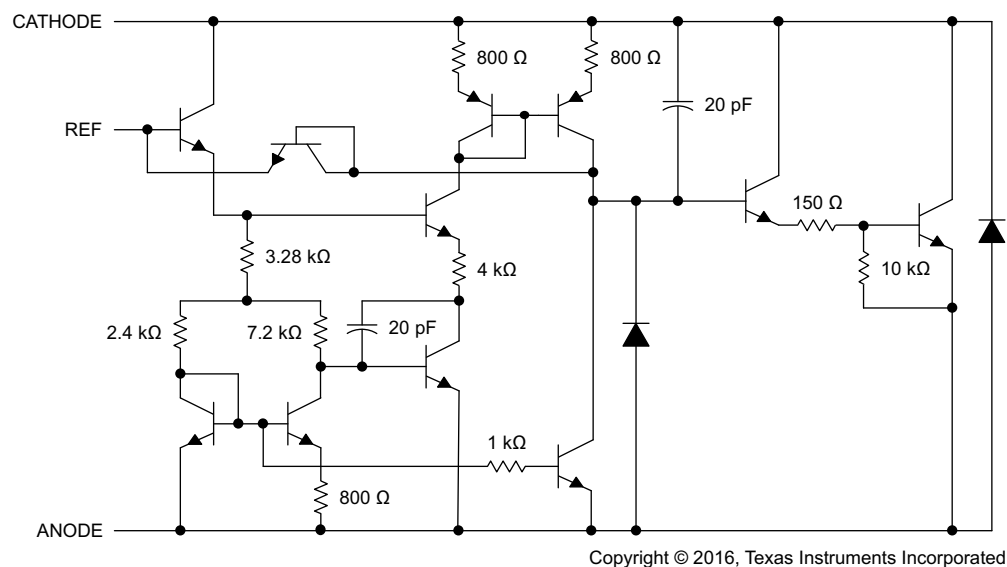 CATHODE
800 Ω
800 Ω
20 pF
REF
150 Ω
3.28 kΩ
4 kΩ
10 kΩ
2.4 kΩ
7.2 kΩ
20 pF
1 kΩ
800 Ω
ANODE
Copyright © 2016, Texas Instruments Incorporated